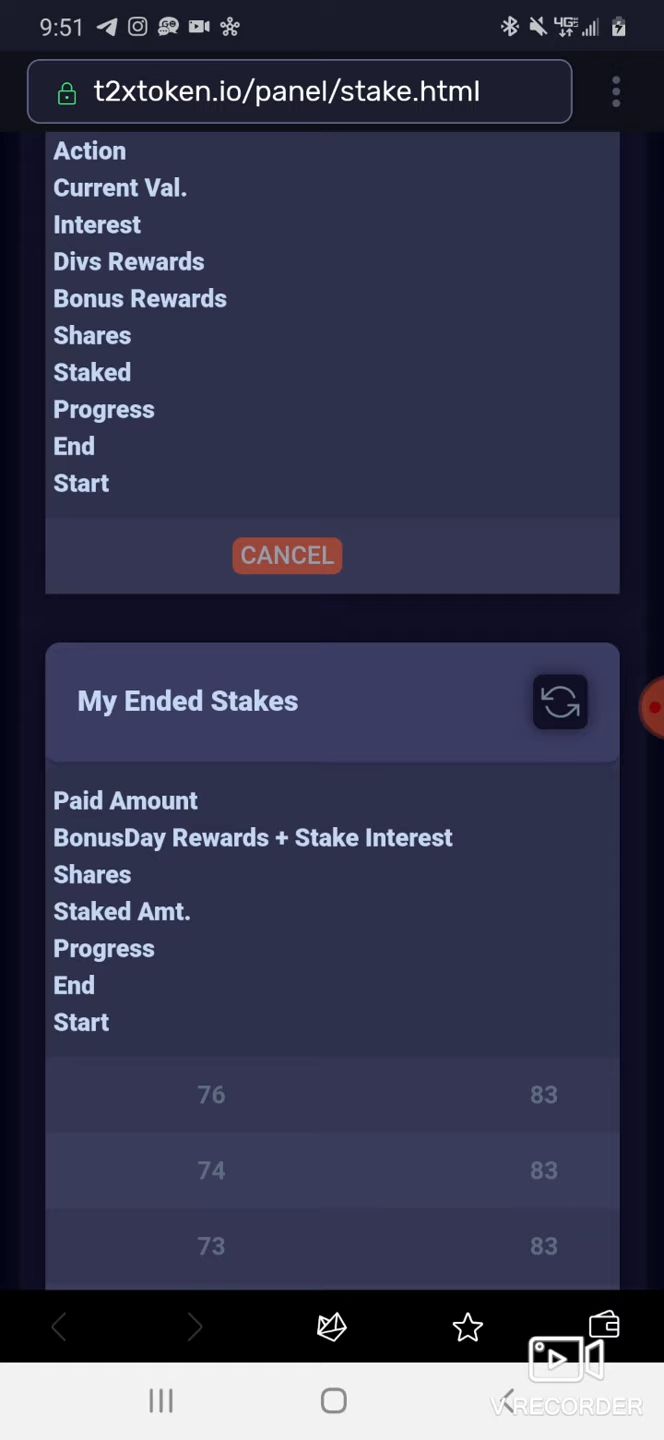 9:51
4GE
t2xtoken.io/panel/stake.html
Action
Current Val.
Interest
Divs Rewards
Bonus Rewards
Shares
Staked
Progress
End
Start
CANCEL
My Ended Stakes
Paid Amount
BonusDay Rewards + Stake Interest
Shares
Staked Amt.
Progress
End
Start
76 83
74 83
73 83
V RECORDER